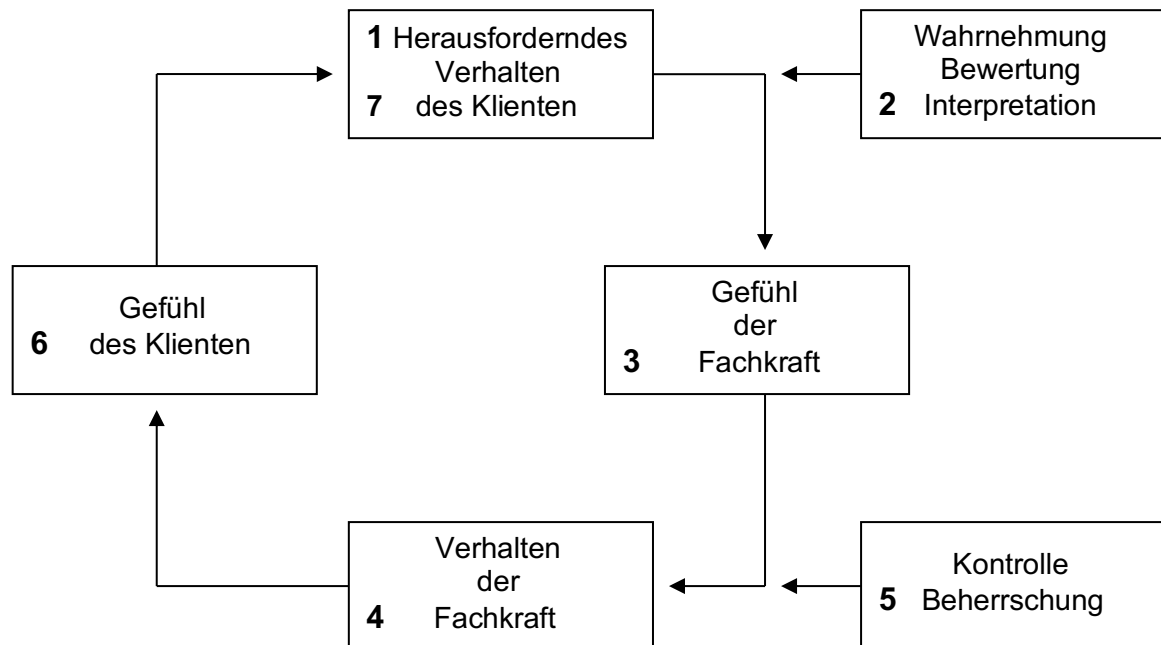 1 Herausforderndes
Verhalten
7 des Klienten
Wahrnehmung
Bewertung
2 Interpretation
Gefühl
6 des Klienten
Gefühl
der
3 Fachkraft
Verhalten
der
4 Fachkraft
Kontrolle
5 Beherrschung